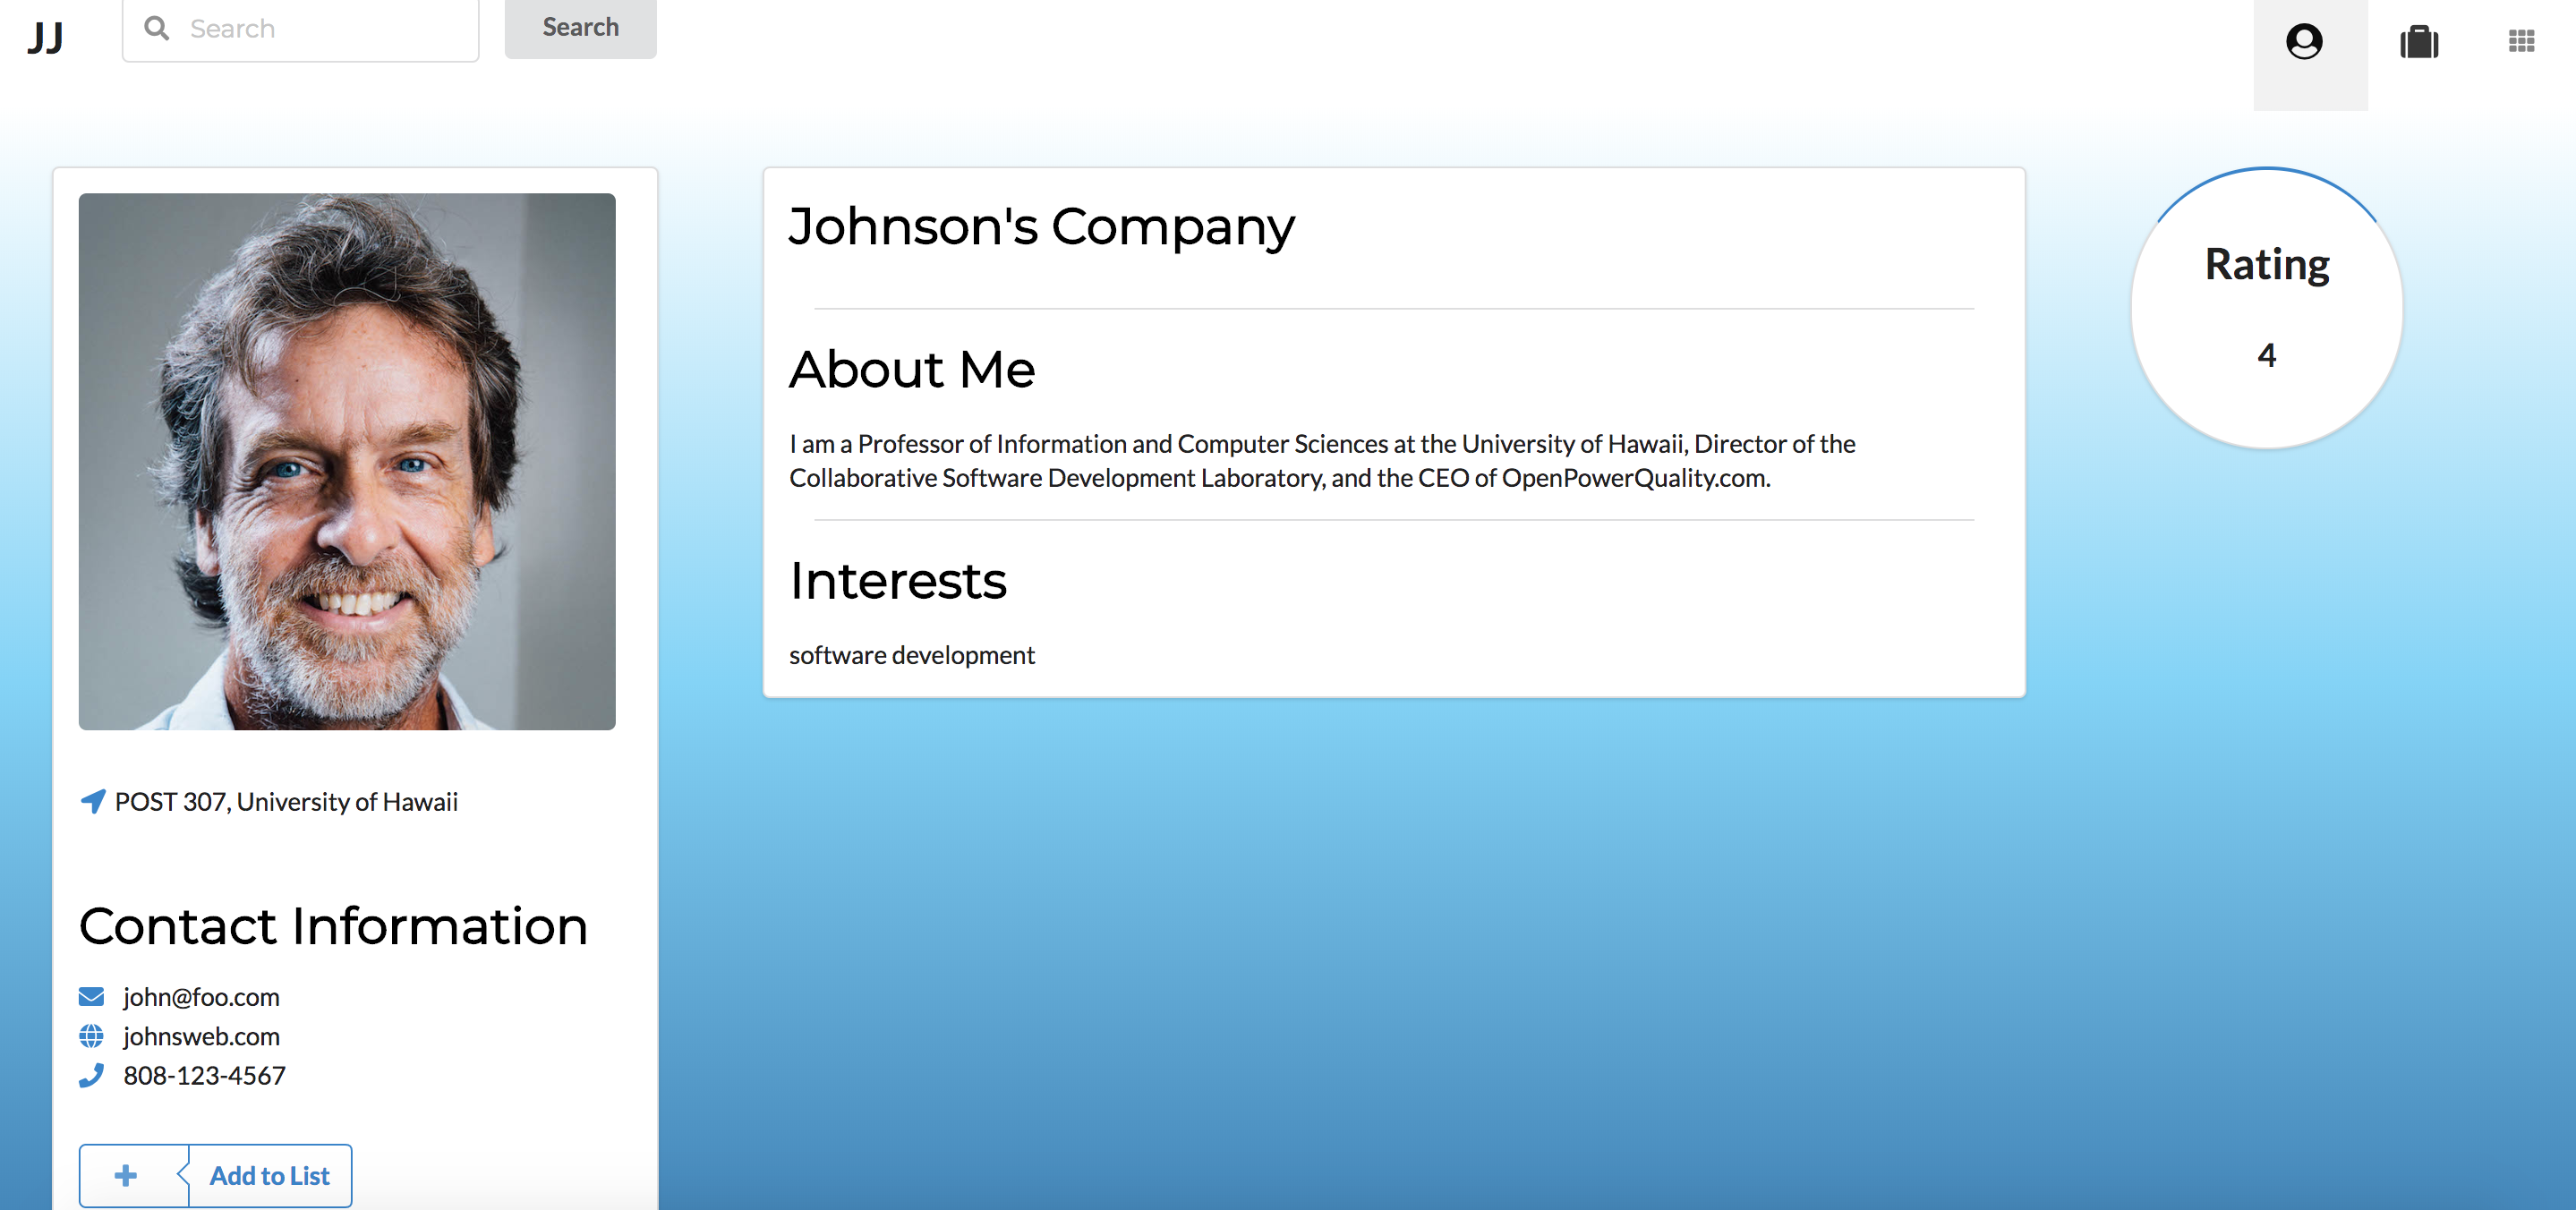 JJ
Search
Search
Johnson's Company
About Me
I am a Professor of Information and Computer Sciences at the University of Hawaii, Director of the
Collaborative Software Development Laboratory, and the CEO of OpenPowerQuality.com.
Interests
software development
Rating
4
POST 307, University of Hawaii
Contact Information
john@foo.com
johnsweb.com
808-123-4567
Add to List